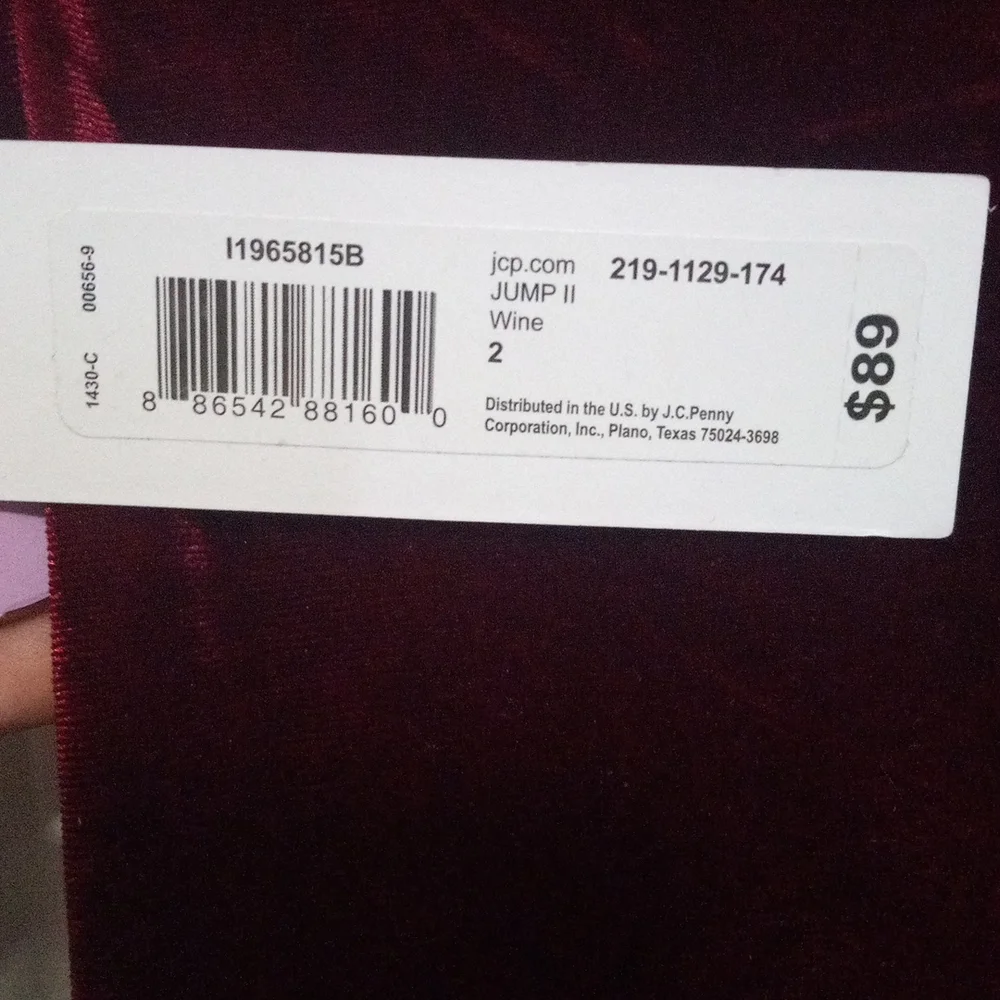 00656-9
1430-C
I1965815B
8 86542 88160 0
jcp.com 219-1129-174
JUMP II
Wine
2
Distributed in the U.S. by J.C.Penny
Corporation, Inc., Plano, Texas 75024-3698
$89